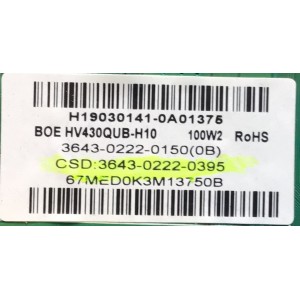 H19030141-0A01375
BOE HV430QUB-H10 100W2 RoHS
3643-0222-0150(0B)
CSD:3643-0222-0395
67MED0K3M13750B